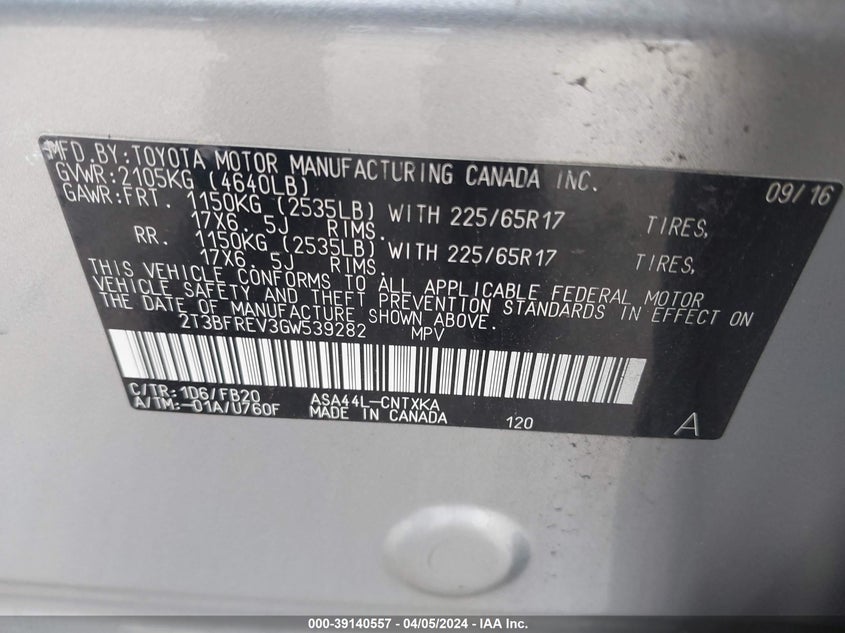 MFD.BY:TOYOTA MOTOR MANUFACTURING CANADA INC. 09/16
GVWR:2105KG (4640LB)
GAWR:FRT. 1150KG (2535LB) WITH 225/65R17 TIRES,
17X6.5J RIMS.
RR. 1150KG (2535LB) WITH 225/65R17 TIRES,
17X6.5J RIMS.
THIS VEHICLE CONFORMS TO ALL APPLICABLE FEDERAL MOTOR
VEHICLE SAFETY AND THEFT PREVENTION STANDARDS IN EFFECT ON
THE DATE OF MANUFACTURE SHOWN ABOVE.
2T3BFREV3GW539282 MPV
C/TR:1D6/FB20 ASA44L-CNTXKA
A/TM:-01A/U760F MADE IN CANADA 120 A
000-39140557 - 04/05/2024 - IAA Inc.